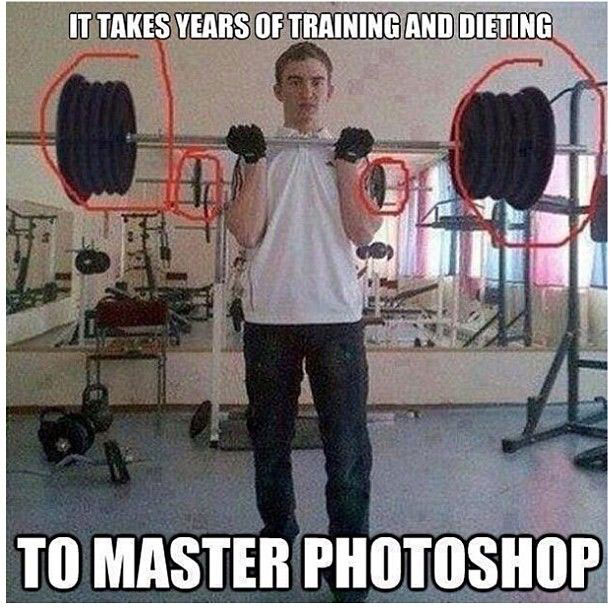 IT TAKES YEARS OF TRAINING AND DIETING
TO MASTER PHOTOSHOP